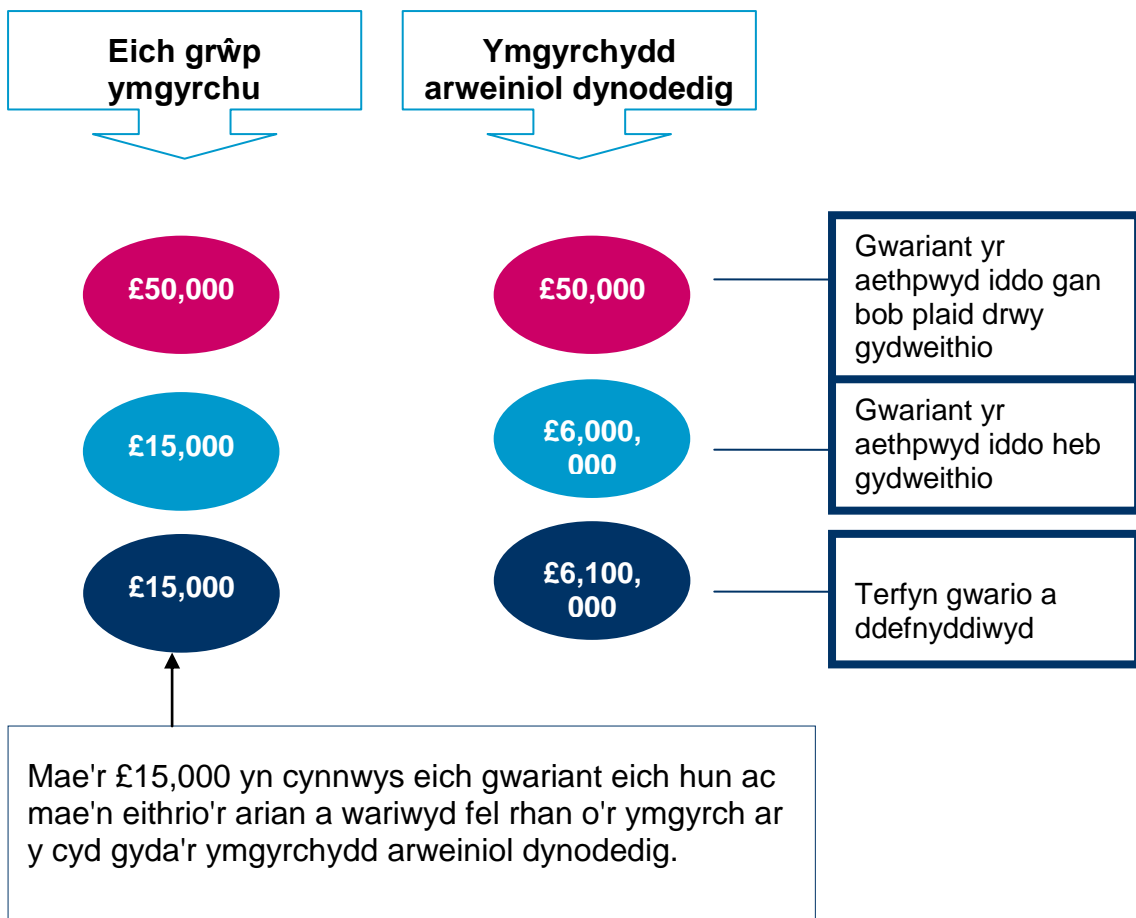 Eich grŵp
ymgyrchu
Ymgyrchydd
arweiniol dynodedig
£50,000
£50,000
Gwariant yr
aethpwyd iddo gan
bob plaid drwy
gydweithio
£15,000
£6,000,
000
Gwariant yr
aethpwyd iddo heb
gydweithio
£15,000
£6,100,
000
Terfyn gwario a
ddefnyddiwyd
Mae'r £15,000 yn cynnwys eich gwariant eich hun ac
mae'n eithrio'r arian a wariwyd fel rhan o'r ymgyrch ar
y cyd gyda'r ymgyrchydd arweiniol dynodedig.